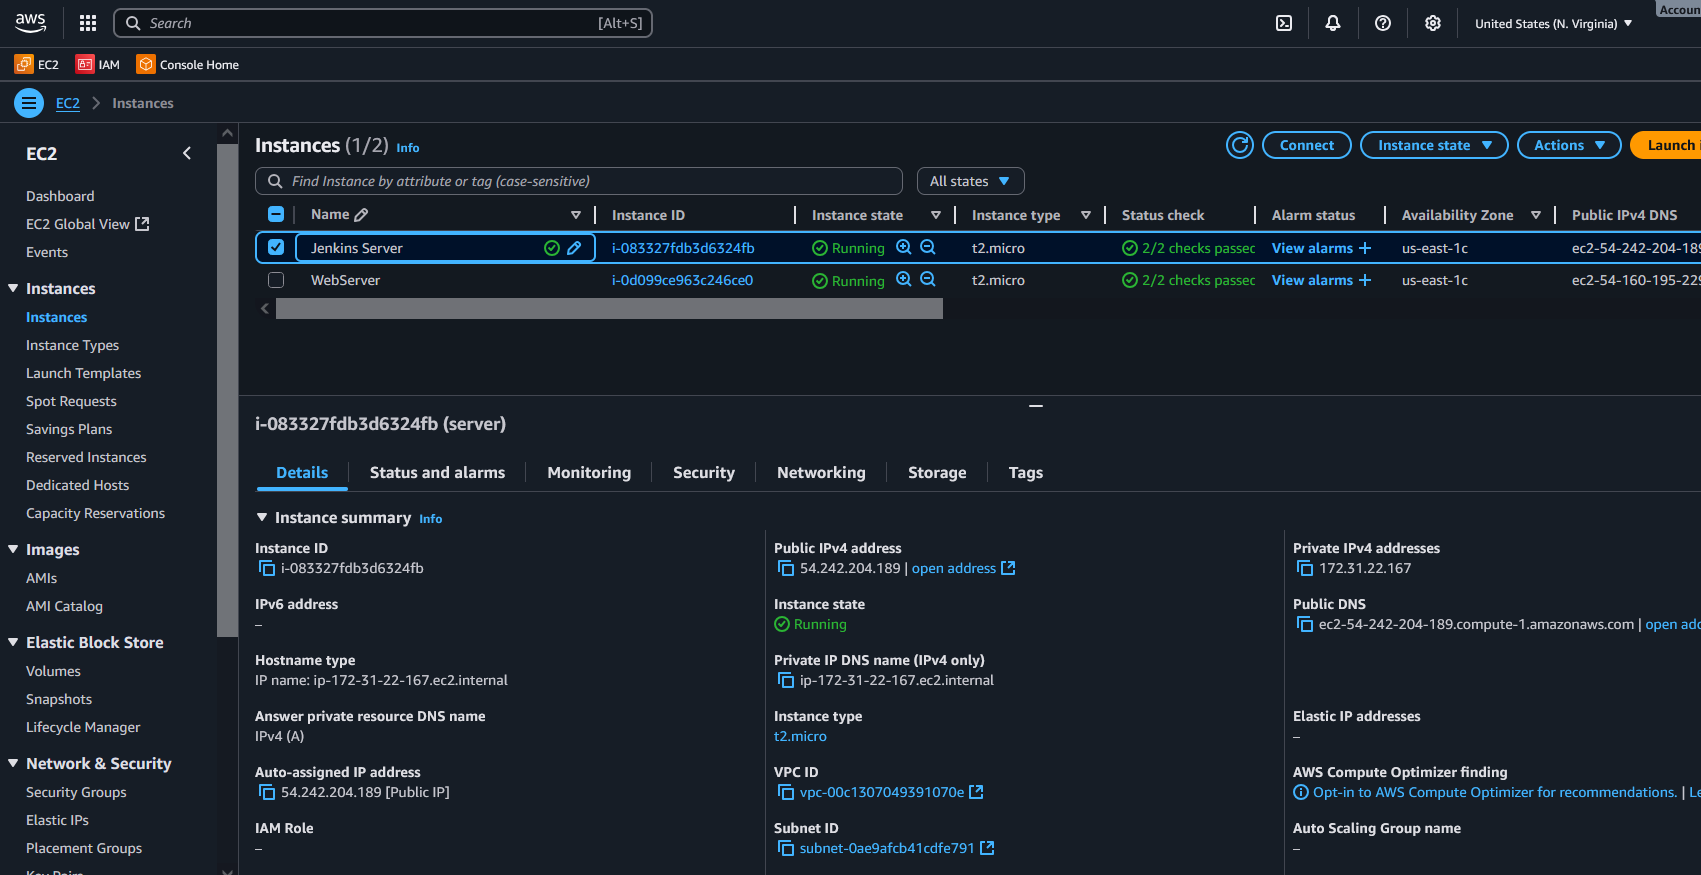 aws
Search [Alt+S]
United States (N. Virginia)
EC2 IAM Console Home
EC2 Instances
EC2
Dashboard
EC2 Global View
Events
Instances
Instances
Instance Types
Launch Templates
Spot Requests
Savings Plans
Reserved Instances
Dedicated Hosts
Capacity Reservations
Images
AMIs
AMI Catalog
Elastic Block Store
Volumes
Snapshots
Lifecycle Manager
Network & Security
Security Groups
Elastic IPs
Placement Groups
Instances (1/2) Info
Connect Instance state Actions Launch
Find Instance by attribute or tag (case-sensitive) All states
Name Instance ID Instance state Instance type Status check Alarm status Availability Zone Public IPv4 DNS
Jenkins Server i-083327fdb3d6324fb Running t2.micro 2/2 checks passec View alarms us-east-1c ec2-54-242-204-189
WebServer i-0d099ce963c246ce0 Running t2.micro 2/2 checks passec View alarms us-east-1c ec2-54-160-195-229
i-083327fdb3d6324fb (server)
Details Status and alarms Monitoring Security Networking Storage Tags
Instance summary Info
Instance ID
i-083327fdb3d6324fb
IPv6 address
–
Hostname type
IP name: ip-172-31-22-167.ec2.internal
Answer private resource DNS name
IPv4 (A)
Auto-assigned IP address
54.242.204.189 [Public IP]
IAM Role
–
Public IPv4 address
54.242.204.189 | open address
Instance state
Running
Private IP DNS name (IPv4 only)
ip-172-31-22-167.ec2.internal
Instance type
t2.micro
VPC ID
vpc-00c1307049391070e
Subnet ID
subnet-0ae9afcb41cdfe791
Private IPv4 addresses
172.31.22.167
Public DNS
ec2-54-242-204-189.compute-1.amazonaws.com | open add
Elastic IP addresses
–
AWS Compute Optimizer finding
Opt-in to AWS Compute Optimizer for recommendations. | Le
Auto Scaling Group name
–